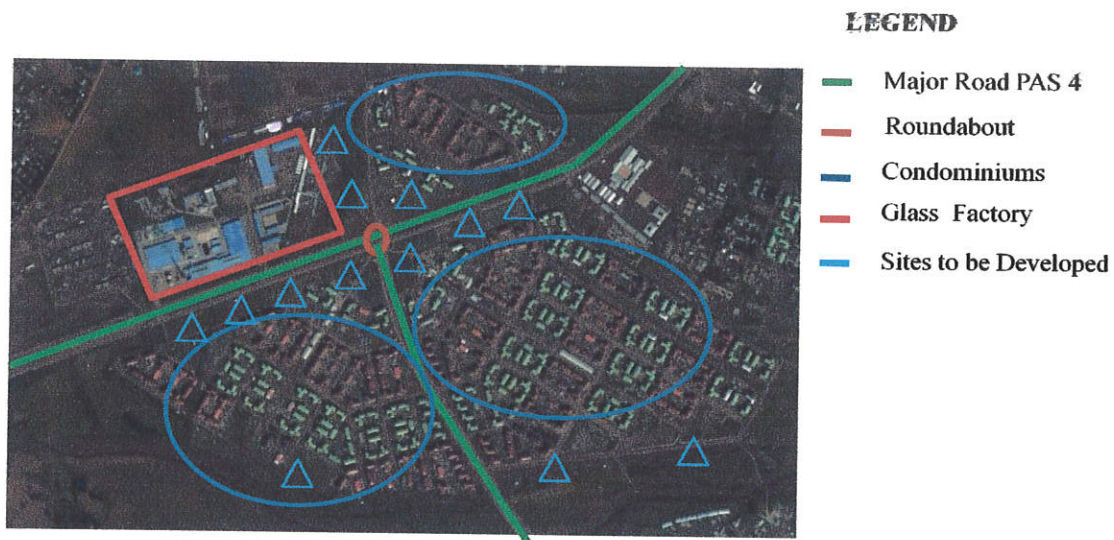 LEGEND
Major Road PAS 4
Roundabout
Condominiums
Glass Factory
Sites to be Developed